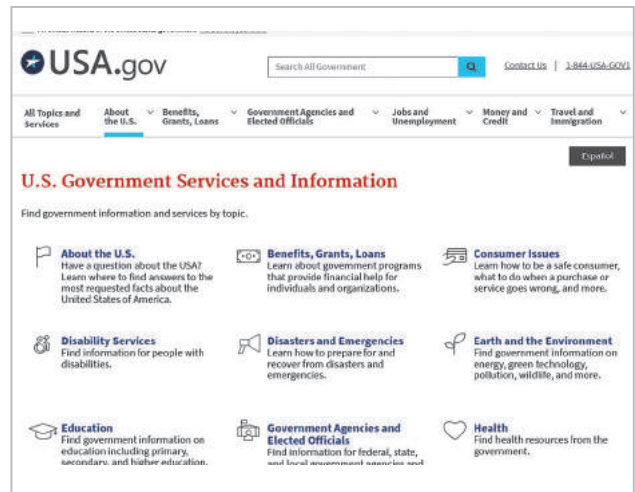 USA.gov
Search All Government
Contact Us | 1-844-USA-GOV1
All Topics and
Services
About
the U.S.
Benefits,
Grants, Loans
Government Agencies and
Elected Officials
Jobs and
Unemployment
Money and
Credit
Travel and
Immigration
Español
U.S. Government Services and Information
Find government information and services by topic.
About the U.S.
Have a question about the USA?
Learn where to find answers to the
most requested facts about the
United States of America.
Benefits, Grants, Loans
Learn about government programs
that provide financial help for
individuals and organizations.
Consumer Issues
Learn how to be a safe consumer,
what to do when a purchase or
service goes wrong, and more.
Disability Services
Find information for people with
disabilities.
Disasters and Emergencies
Learn how to prepare for and
recover from disasters and
emergencies.
Earth and the Environment
Find government information on
energy, green technology,
pollution, wildlife, and more.
Education
Find government information on
education including primary,
secondary, and higher education.
Government Agencies and
Elected Officials
Find information for federal, state,
and local government agencies and
Health
Find health resources from the
government.